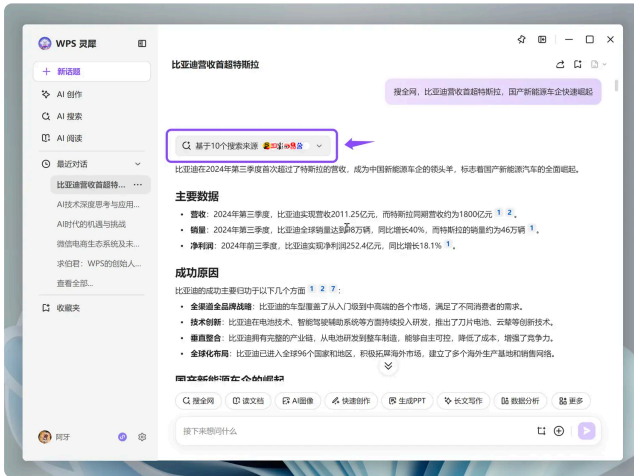 WPS 灵犀
新话题
AI 创作
AI 搜索
AI 阅读
最近对话
比亚迪营收首超特...
AI技术深度思考与应用...
AI时代的机遇与挑战
微信电商生态系统及未...
求伯君：WPS的创始人...
查看全部...
收藏夹
阿牙
比亚迪营收首超特斯拉
搜全网，比亚迪营收首超特斯拉，国产新能源车企快速崛起
基于10个搜索来源
比亚迪在2024年第三季度首次超过了特斯拉的营收，成为中国新能源车企的领头羊，标志着国产新能源汽车的全面崛起。
主要数据
• 营收：2024年第三季度，比亚迪实现营收2011.25亿元，而特斯拉同期营收约为1800亿元 1 2 。
• 销量：2024年第三季度，比亚迪全球销量达到98万辆，同比增长40%，而特斯拉的销量约为46万辆 1 。
• 净利润：2024年前三季度，比亚迪实现净利润252.4亿元，同比增长18.1% 1 。
成功原因
比亚迪的成功主要归功于以下几个方面 1 2 7 ：
• 全渠道全品牌战略：比亚迪的车型覆盖了从入门级到中高端的各个市场，满足了不同消费者的需求。
• 技术创新：比亚迪在电池技术、智能驾驶辅助系统等方面持续投入研发，推出了刀片电池、云辇等创新技术。
• 垂直整合：比亚迪拥有完整的产业链，从电池研发到整车制造，能够自主可控，降低了成本，增强了竞争力。
• 全球化布局：比亚迪已进入全球96个国家和地区，积极拓展海外市场，建立了多个海外生产基地和销售网络。
国产新能源车企的崛起
搜全网 读文档 AI图像 快速创作 生成PPT 长文写作 数据分析 更多
接下来想问什么